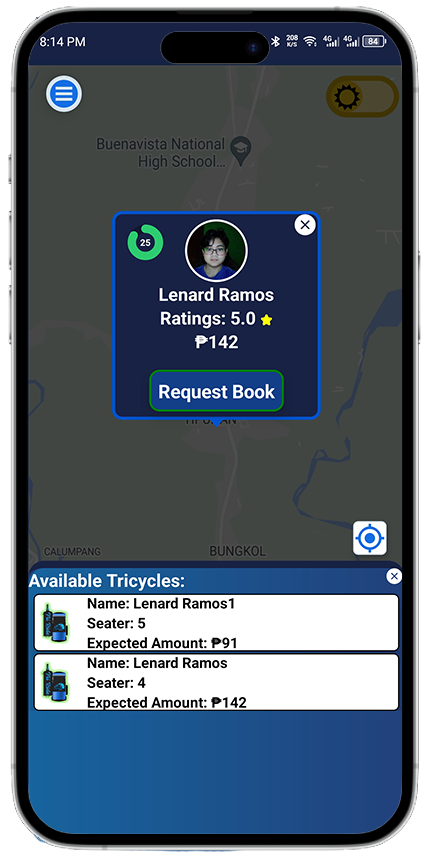 8:14 PM
208
K/S
4G
4G
84
Buenavista National
High School...
25
Lenard Ramos
Ratings: 5.0
₱142
Request Book
CALUMPANG
BUNGKOL
Available Tricycles:
Name: Lenard Ramos1
Seater: 5
Expected Amount: ₱91
Name: Lenard Ramos
Seater: 4
Expected Amount: ₱142